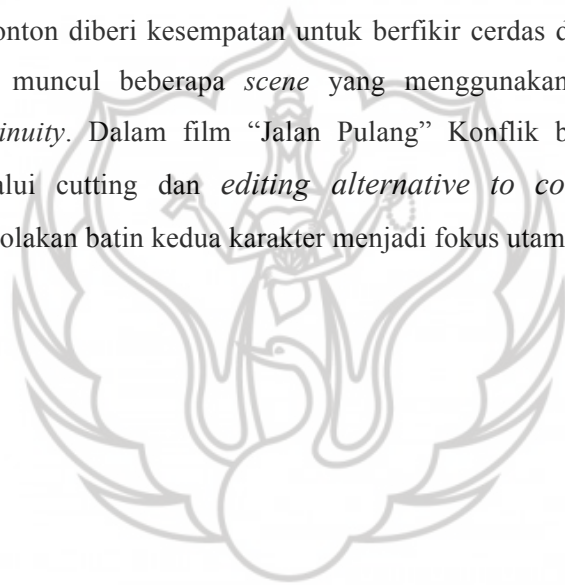 onton diberi kesempatan untuk berfikir cerdas d
muncul beberapa scene yang menggunakan
inuity. Dalam film “Jalan Pulang” Konflik b
alui cutting dan editing alternative to co
olakan batin kedua karakter menjadi fokus utam